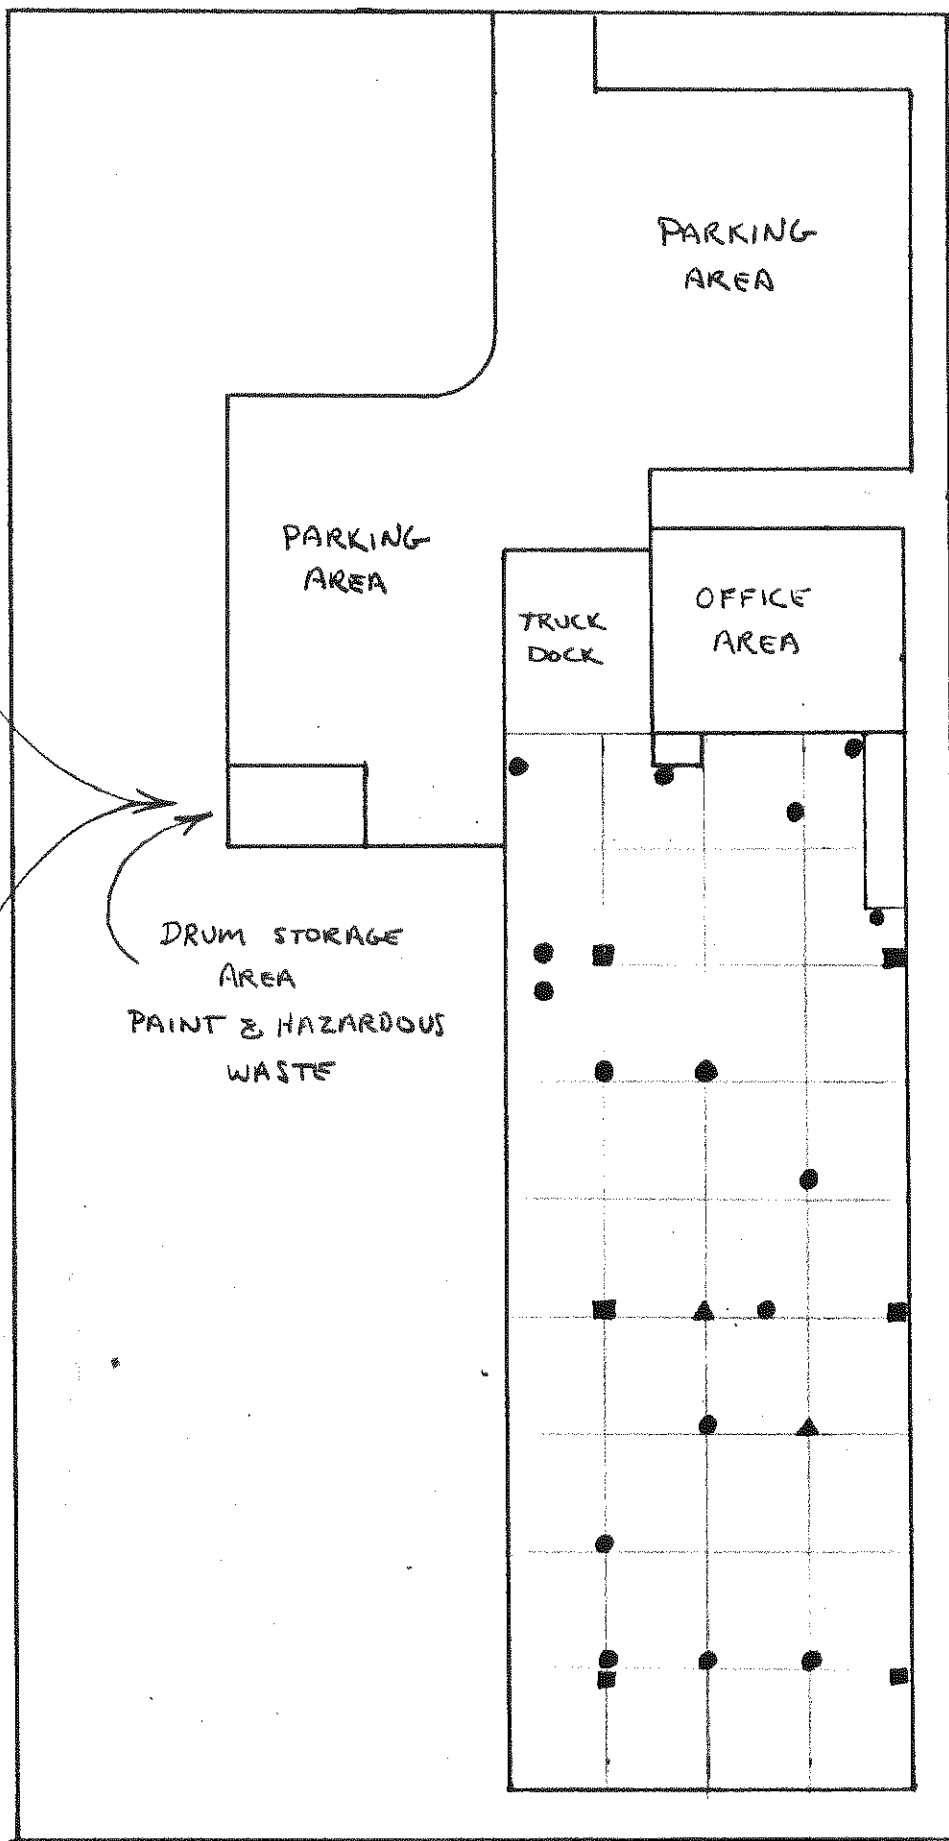 PARKING
AREA
PARKING
AREA
TRUCK
DOCK
OFFICE
AREA
DRUM STORAGE
AREA
PAINT & HAZARDOUS
WASTE